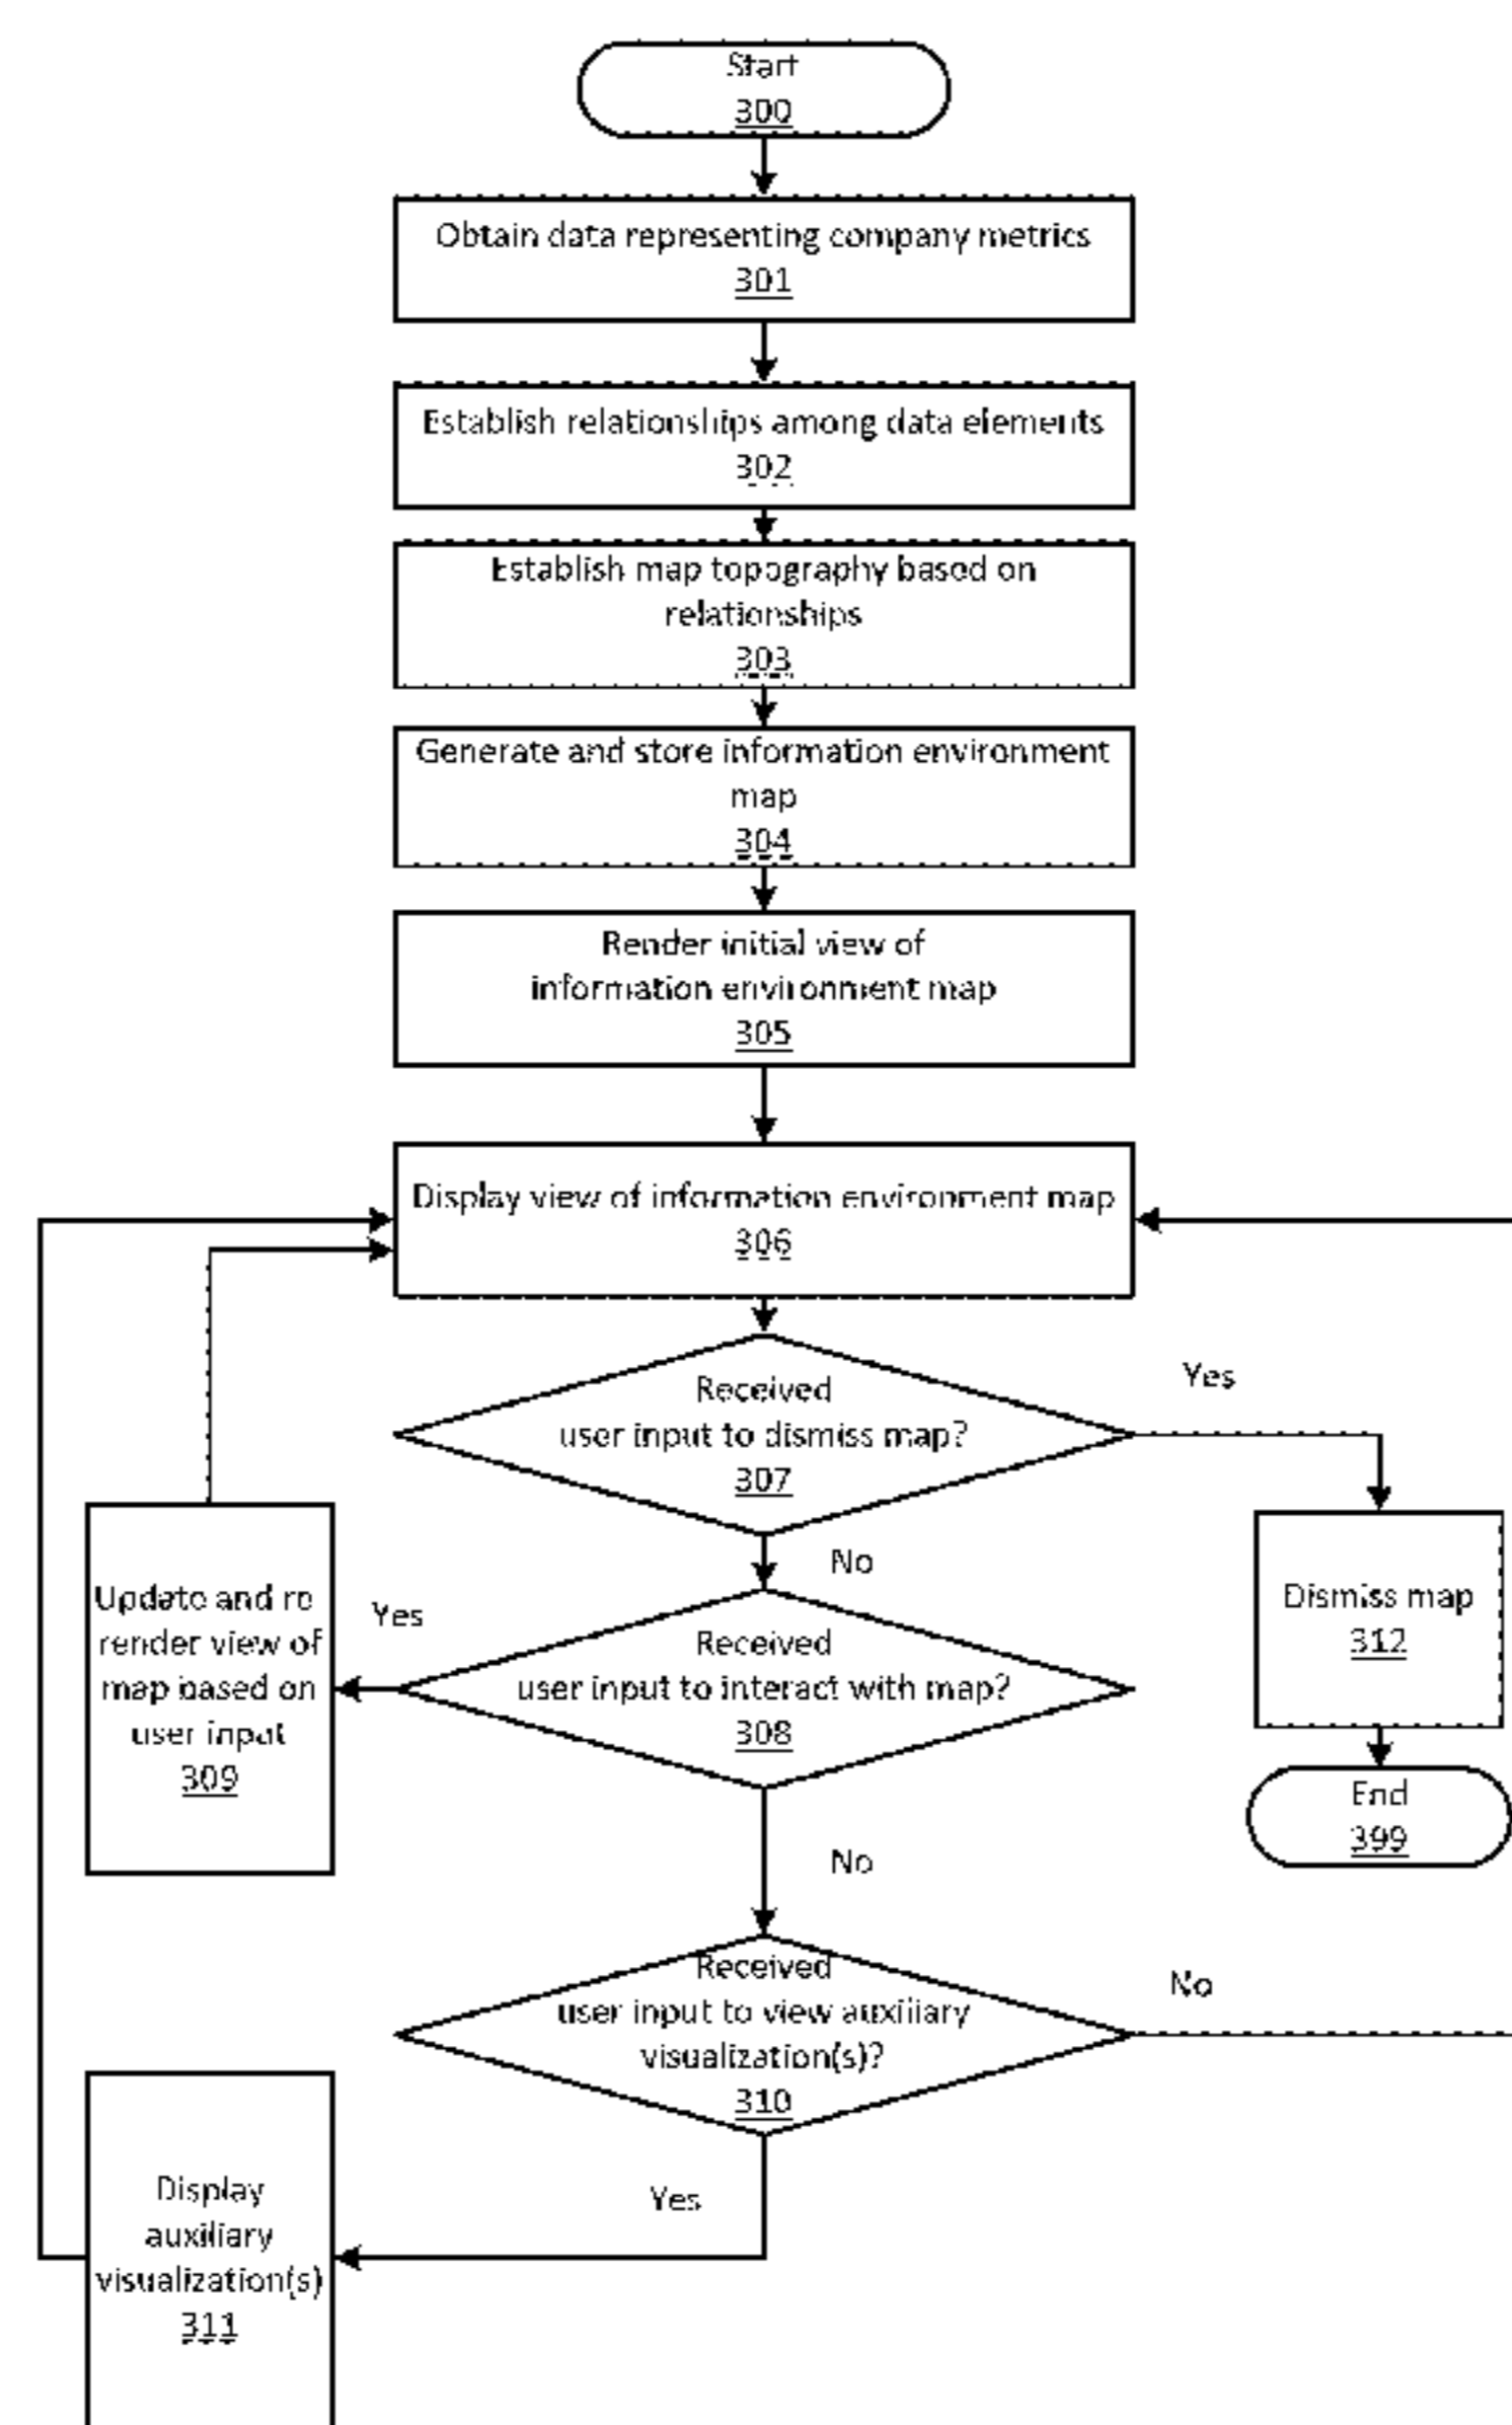 Start
300
Obtain data representing company metrics
301
Establish relationships among data elements
302
Establish map topography based on
relationships
303
Generate and store information environment
map
304
Render initial view of
information environment map
305
Display view of information environment map
306
Received
user input to dismiss map?
307
Yes
No
Update and re
render view of
map based on
user input
309
Yes
Received
user input to interact with map?
308
Dismiss map
312
End
399
No
Received
user input to view auxiliary
visualization(s)?
310
No
Yes
Display
auxiliary
visualization(s)
311